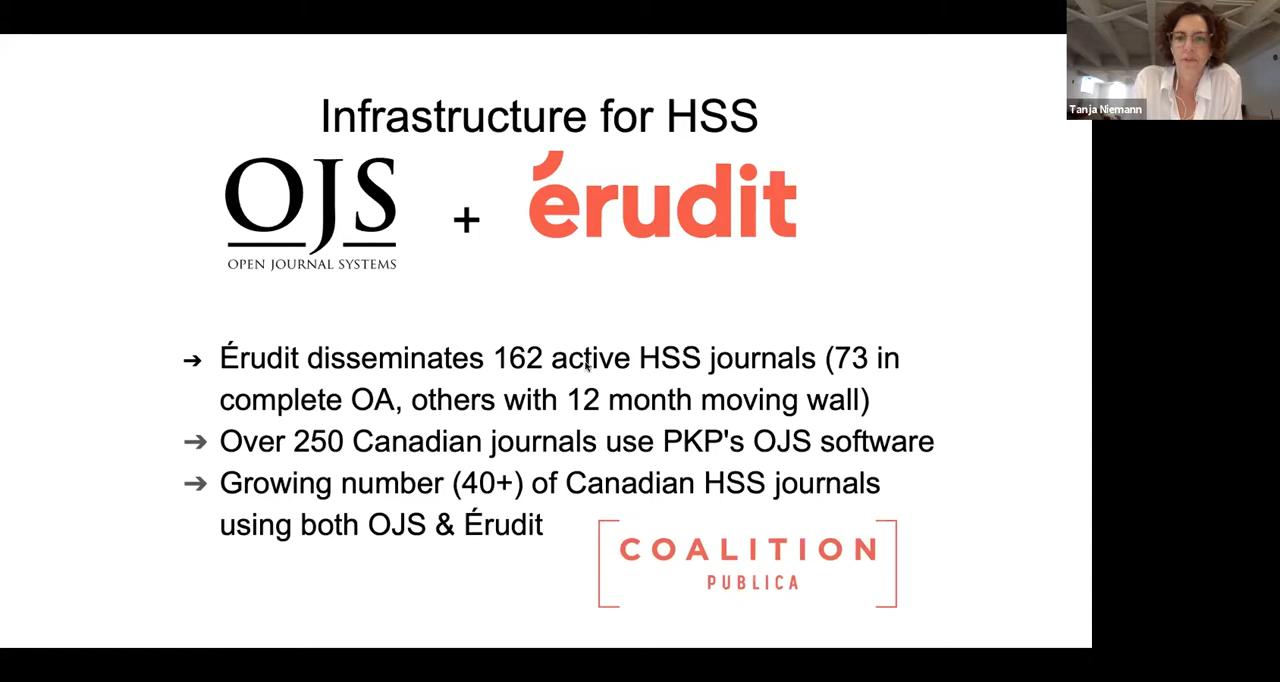 Infrastructure for HSS
OJS
OPEN JOURNAL SYSTEMS
+
érudit
➔ Érudit disseminates 162 active HSS journals (73 in
complete OA, others with 12 month moving wall)
➔ Over 250 Canadian journals use PKP's OJS software
➔ Growing number (40+) of Canadian HSS journals
using both OJS & Érudit
COALITION
PUBLICA
Tanja Niemann